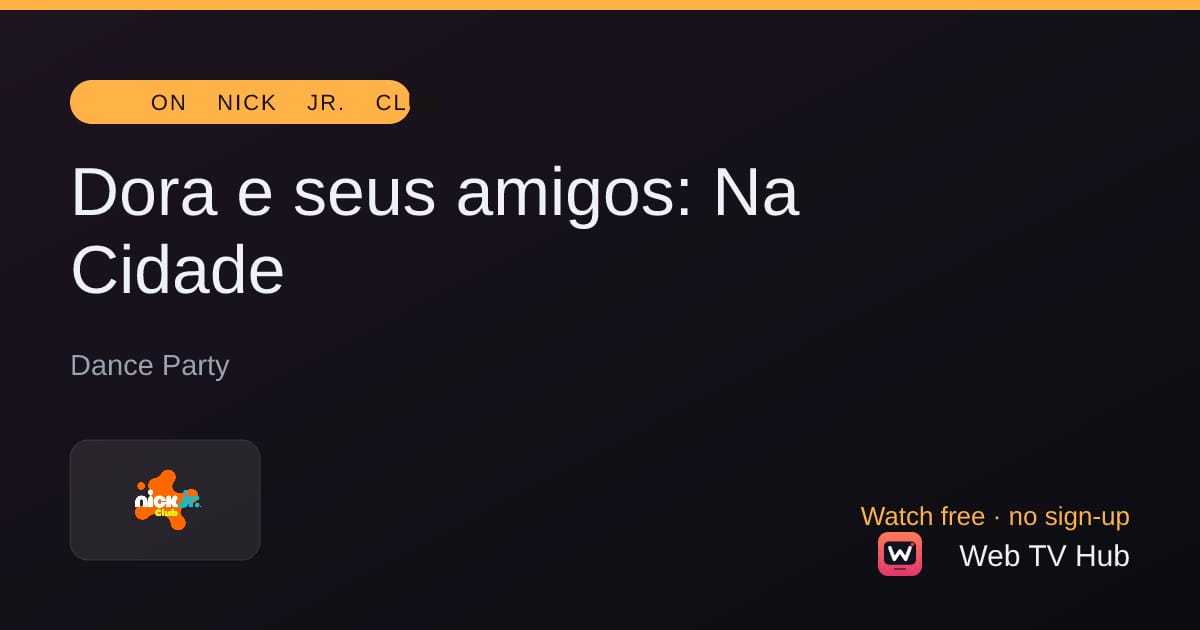 ON NICK JR. CL
Dora e seus amigos: Na
Cidade
Dance Party
nick jr.
Club
Watch free · no sign-up
W
Web TV Hub